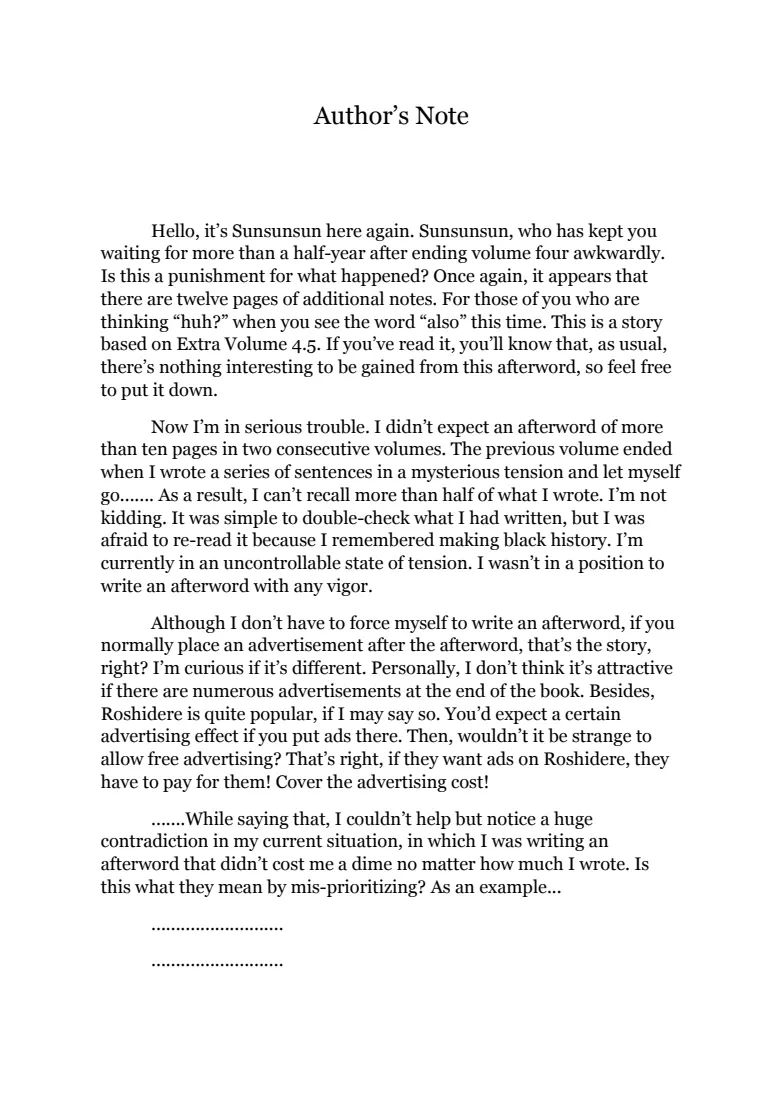 Author’s Note
Hello, it’s Sunsunsun here again. Sunsunsun, who has kept you
waiting for more than a half-year after ending volume four awkwardly.
Is this a punishment for what happened? Once again, it appears that
there are twelve pages of additional notes. For those of you who are
thinking “huh?” when you see the word “also” this time. This is a story
based on Extra Volume 4.5. If you’ve read it, you’ll know that, as usual,
there’s nothing interesting to be gained from this afterword, so feel free
to put it down.
Now I’m in serious trouble. I didn’t expect an afterword of more
than ten pages in two consecutive volumes. The previous volume ended
when I wrote a series of sentences in a mysterious tension and let myself
go....... As a result, I can’t recall more than half of what I wrote. I’m not
kidding. It was simple to double-check what I had written, but I was
afraid to re-read it because I remembered making black history. I’m
currently in an uncontrollable state of tension. I wasn’t in a position to
write an afterword with any vigor.
Although I don’t have to force myself to write an afterword, if you
normally place an advertisement after the afterword, that’s the story,
right? I’m curious if it’s different. Personally, I don’t think it’s attractive
if there are numerous advertisements at the end of the book. Besides,
Roshidere is quite popular, if I may say so. You’d expect a certain
advertising effect if you put ads there. Then, wouldn’t it be strange to
allow free advertising? That’s right, if they want ads on Roshidere, they
have to pay for them! Cover the advertising cost!
.......While saying that, I couldn’t help but notice a huge
contradiction in my current situation, in which I was writing an
afterword that didn’t cost me a dime no matter how much I wrote. Is
this what they mean by mis-prioritizing? As an example...
...........................
...........................